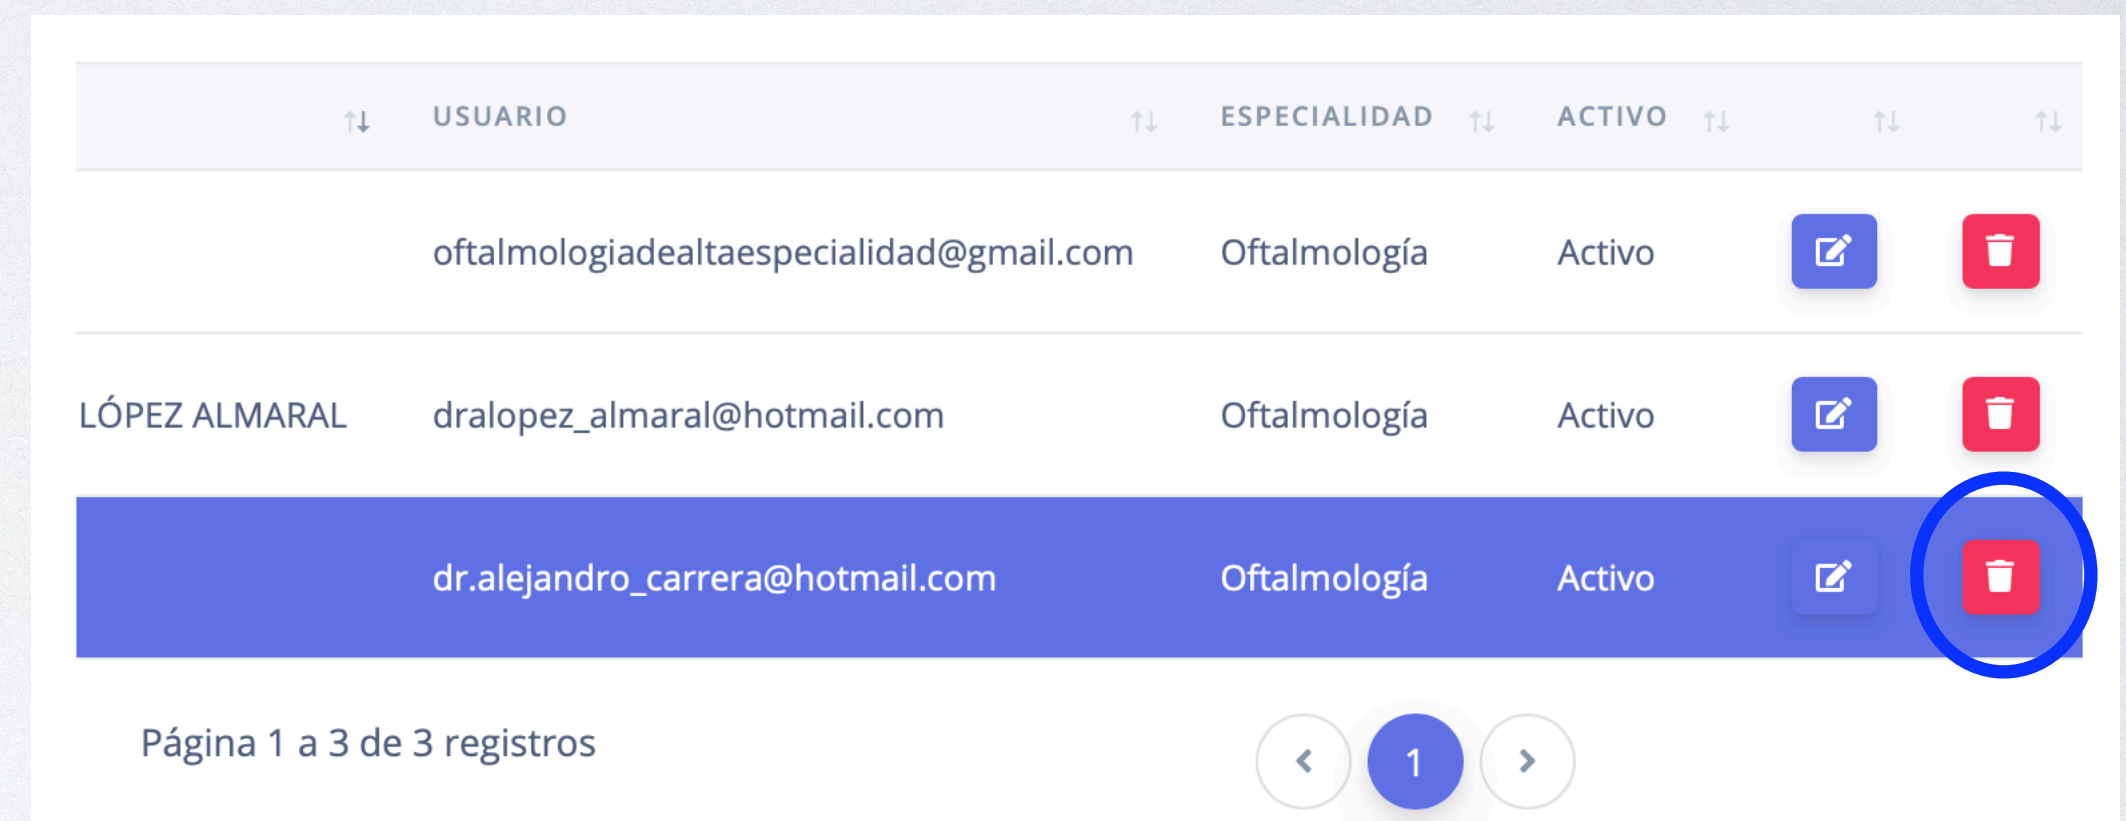 USUARIO ESPECIALIDAD ACTIVO
oftalmologiadealtaespecialidad@gmail.com Oftalmología Activo
LÓPEZ ALMARAL dralopez_almaral@hotmail.com Oftalmología Activo
dr.alejandro_carrera@hotmail.com Oftalmología Activo
Página 1 a 3 de 3 registros
1